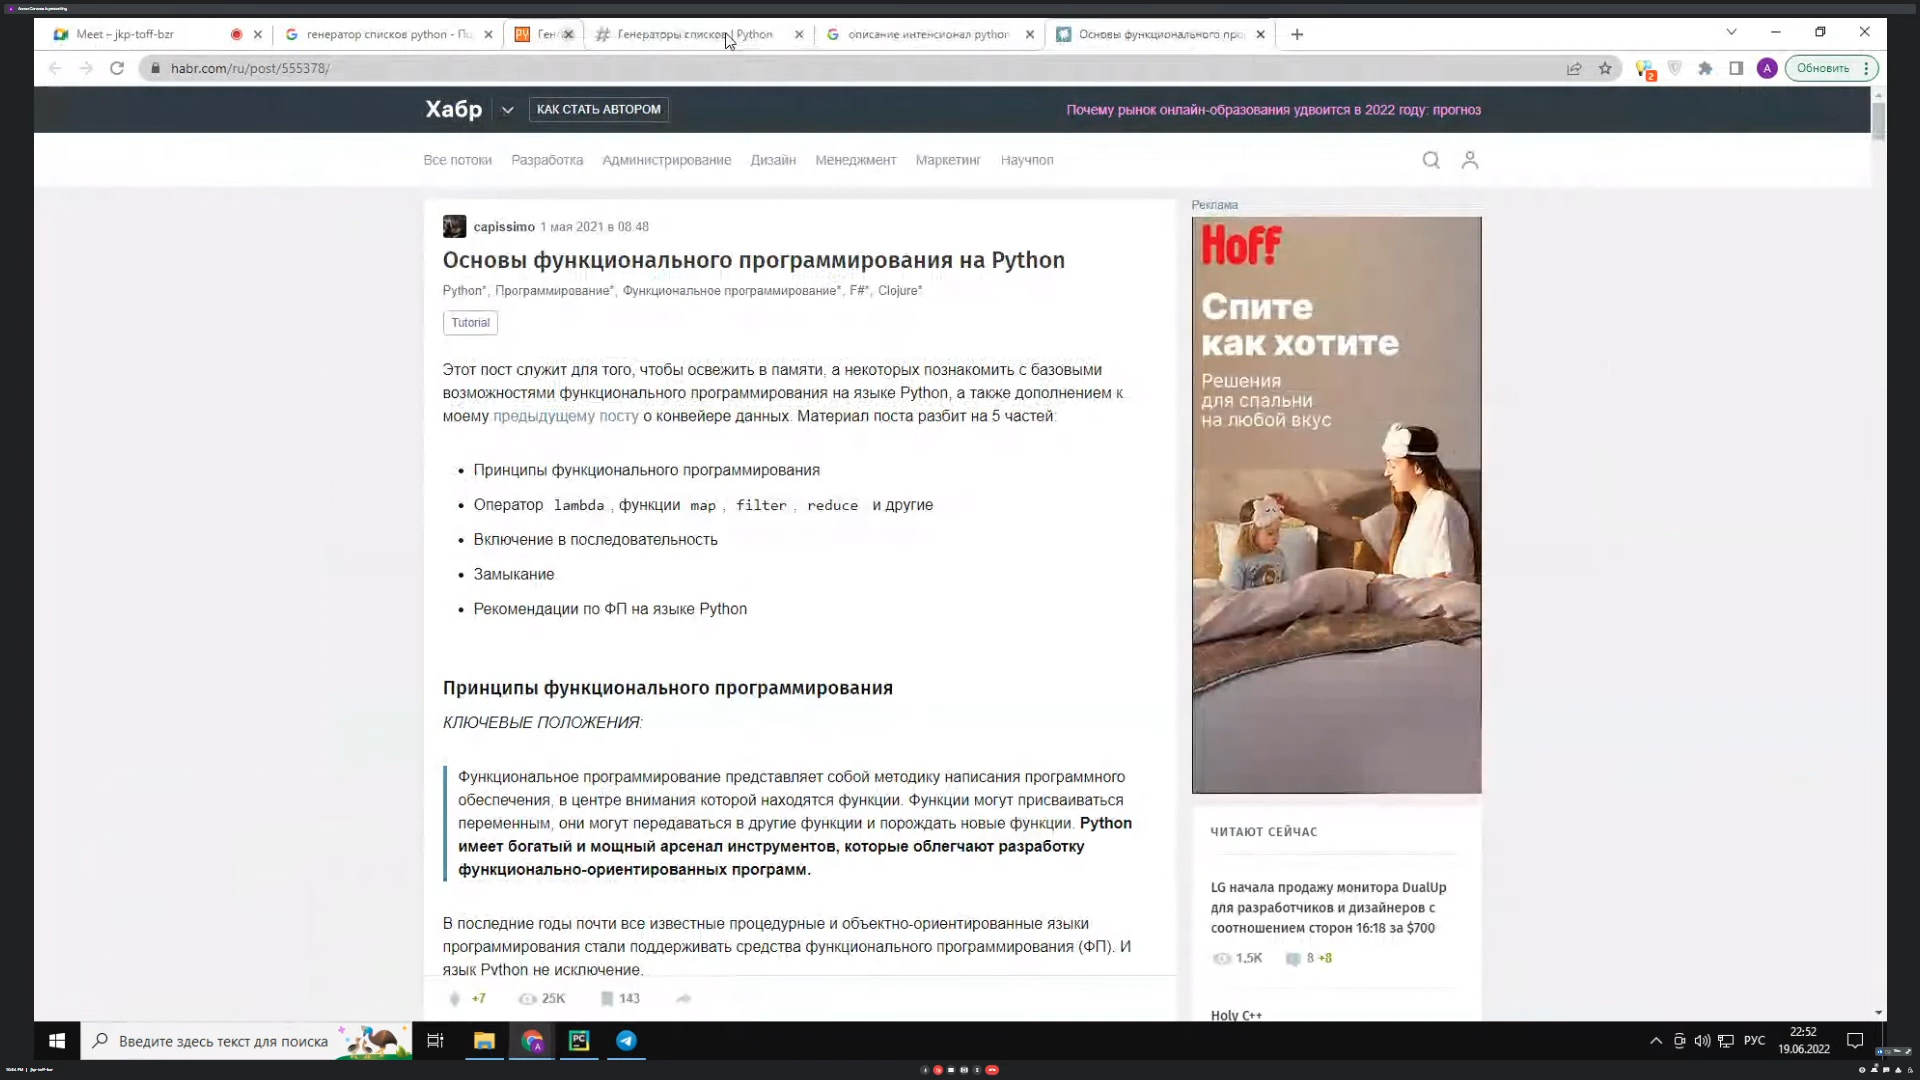 Meet – jkp-toff-bzr
генератор списков python - П
Ген
Генераторы списков | Python
описание интенсионал python
Основы функционального про
habr.com/ru/post/555378/
2
A
Обновить
Хабр
КАК СТАТЬ АВТОРОМ
Почему рынок онлайн-образования удвоится в 2022 году: прогноз
Все потоки Разработка Администрирование Дизайн Менеджмент Маркетинг Научпоп
capissimo 1 мая 2021 в 08:48
Основы функционального программирования на Python
Python*, Программирование*, Функциональное программирование*, F#*, Clojure*
Tutorial
Этот пост служит для того, чтобы освежить в памяти, а некоторых познакомить с базовыми
возможностями функционального программирования на языке Python, а также дополнением к
моему предыдущему посту о конвейере данных. Материал поста разбит на 5 частей:
• Принципы функционального программирования
• Оператор lambda , функции map , filter , reduce и другие
• Включение в последовательность
• Замыкание
• Рекомендации по ФП на языке Python
Принципы функционального программирования
КЛЮЧЕВЫЕ ПОЛОЖЕНИЯ:
Функциональное программирование представляет собой методику написания программного
обеспечения, в центре внимания которой находятся функции. Функции могут присваиваться
переменным, они могут передаваться в другие функции и порождать новые функции. Python
имеет богатый и мощный арсенал инструментов, которые облегчают разработку
функционально-ориентированных программ.
В последние годы почти все известные процедурные и объектно-ориентированные языки
программирования стали поддерживать средства функционального программирования (ФП). И
язык Python не исключение.
+7 25K 143
Реклама
Hoff
Спите
как хотите
Решения
для спальни
на любой вкус
ЧИТАЮТ СЕЙЧАС
LG начала продажу монитора DualUp
для разработчиков и дизайнеров с
соотношением сторон 16:18 за $700
1.5K 8 +8
Holy C++
Введите здесь текст для поиска
PC
РУС
22:52
19.06.2022